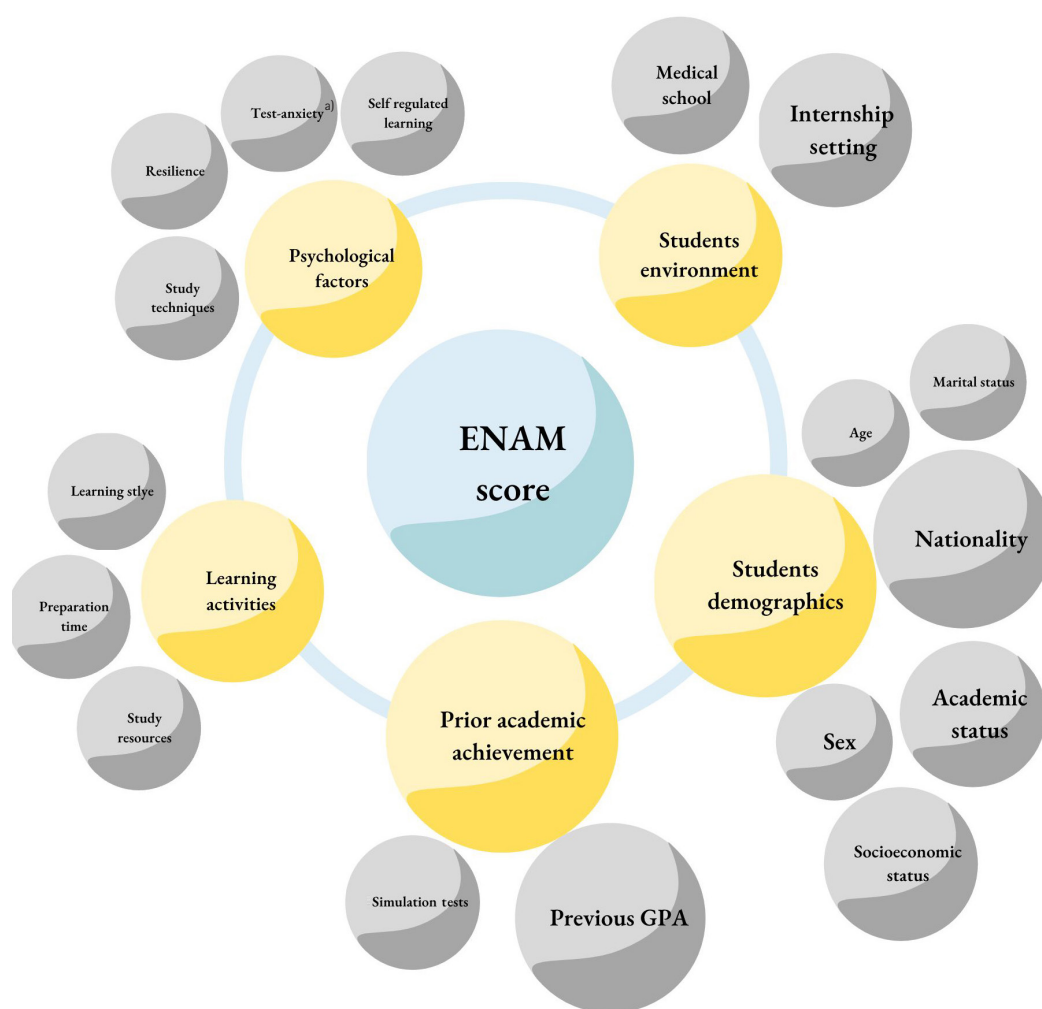 Medical
school
Internship
setting
Test-anxiety a)
Self regulated
learning
Resilience
Study
techniques
Psychological
factors
Students
environment
Marital status
Age
Nationality
ENAM
score
Learning stlye
Preparation
time
Study
resources
Learning
activities
Students
demographics
Academic
status
Sex
Socioeconomic
status
Prior academic
achievement
Simulation tests
Previous GPA